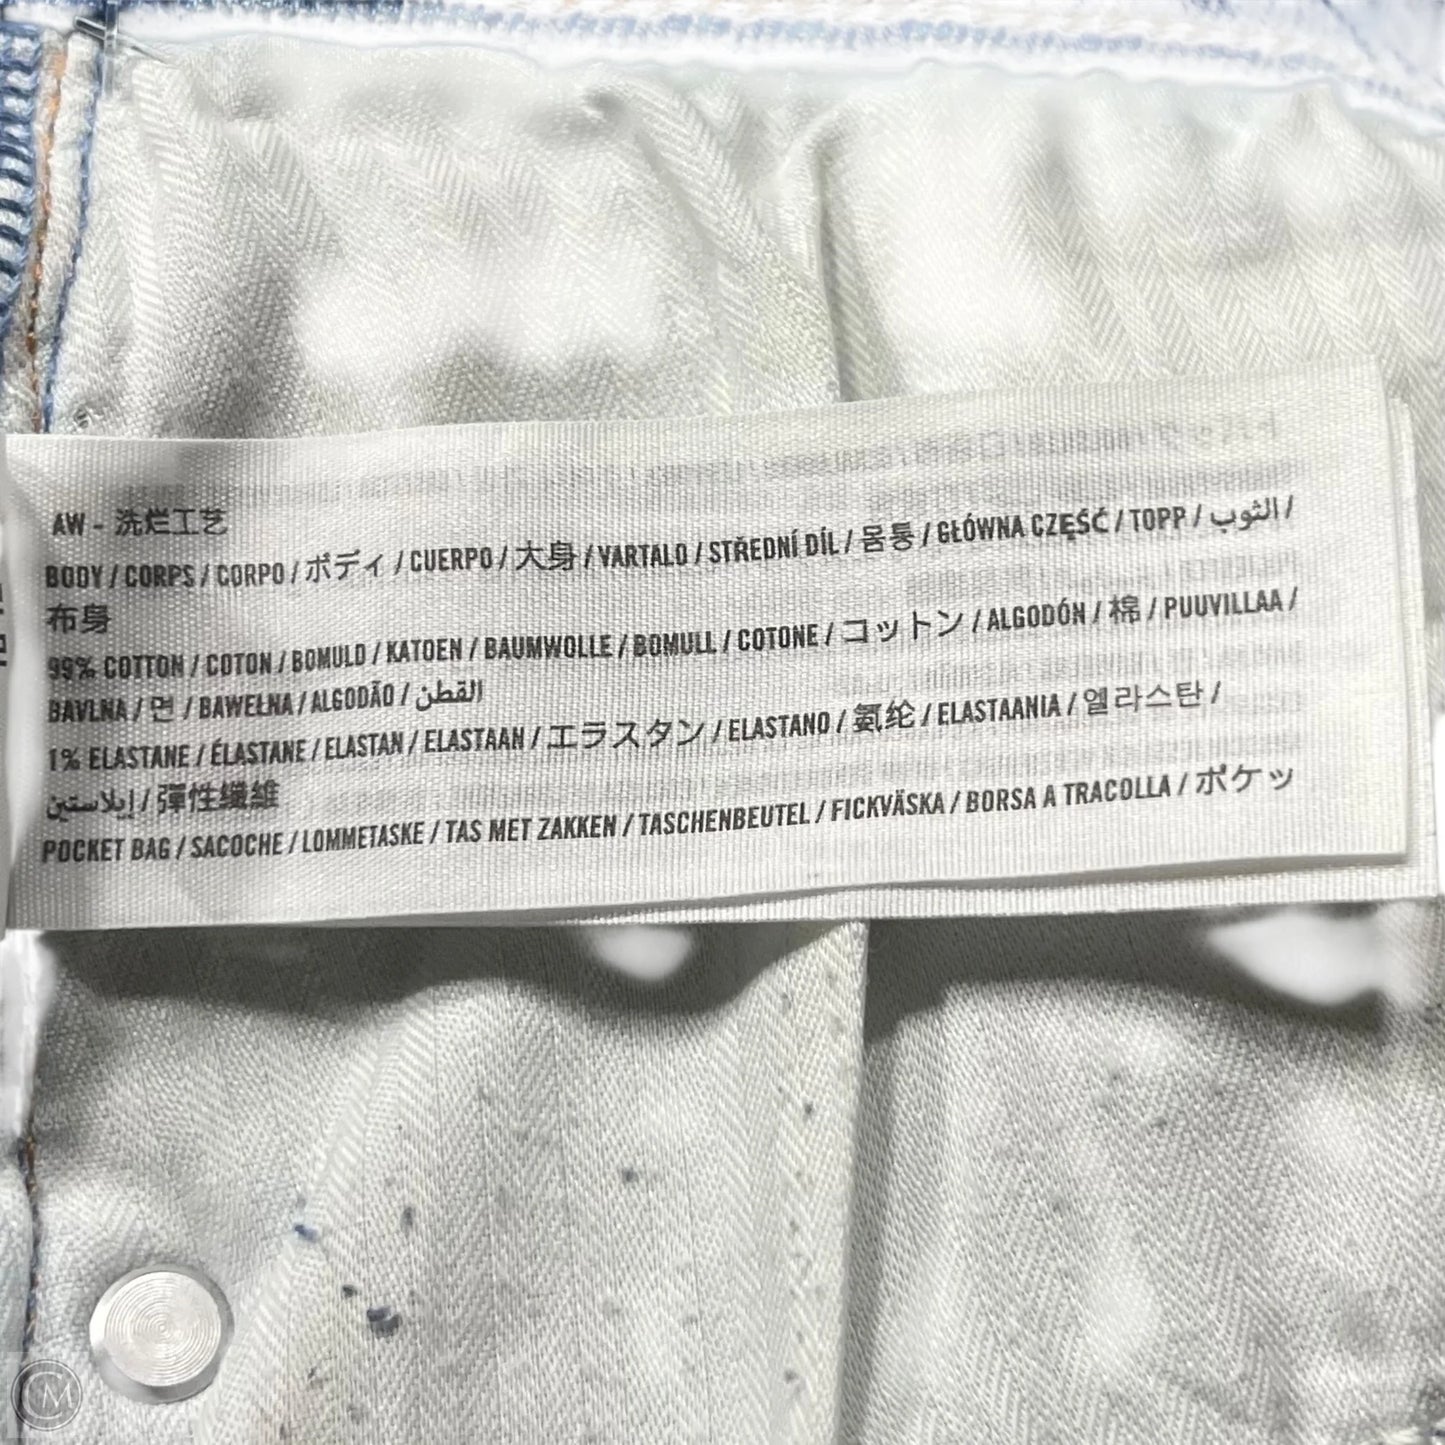 AW - 洗烂工艺
BODY / CORPS / CORPO / ボディ / CUERPO / 大身 / VARTALO / STŘEDNÍ DÍL / 몸통 / GŁÓWNA CZĘŚĆ / TOPP / الثوب /
布身
99% COTTON / COTON / BOMULD / KATOEN / BAUMWOLLE / BOMULL / COTONE / コットン / ALGODÓN / 棉 / PUUVILLAA /
BAVLNA / 면 / BAWEŁNA / ALGODÃO / القطن
1% ELASTANE / ÉLASTANE / ELASTAN / ELASTAAN / エラスタン / ELASTANO / 氨纶 / ELASTAANIA / 엘라스탄 /
إيلاستين / 彈性纖維
POCKET BAG / SACOCHE / LOMMETASKE / TAS MET ZAKKEN / TASCHENBEUTEL / FICKVÄSKA / BORSA A TRACOLLA / ポケッ
CM